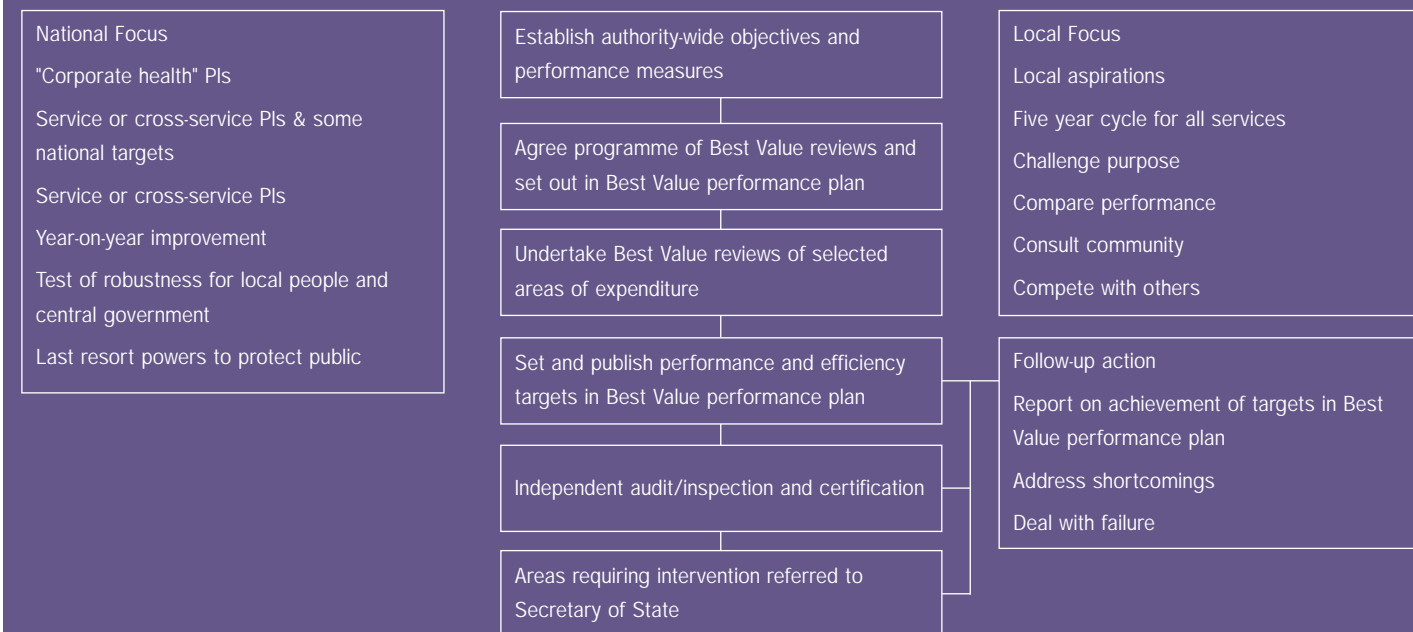 National Focus
"Corporate health" PIs
Service or cross-service PIs & some
national targets
Service or cross-service PIs
Year-on-year improvement
Test of robustness for local people and
central government
Last resort powers to protect public
Establish authority-wide objectives and
performance measures
Agree programme of Best Value reviews and
set out in Best Value performance plan
Undertake Best Value reviews of selected
areas of expenditure
Set and publish performance and efficiency
targets in Best Value performance plan
Independent audit/inspection and certification
Areas requiring intervention referred to
Secretary of State
Local Focus
Local aspirations
Five year cycle for all services
Challenge purpose
Compare performance
Consult community
Compete with others
Follow-up action
Report on achievement of targets in Best
Value performance plan
Address shortcomings
Deal with failure